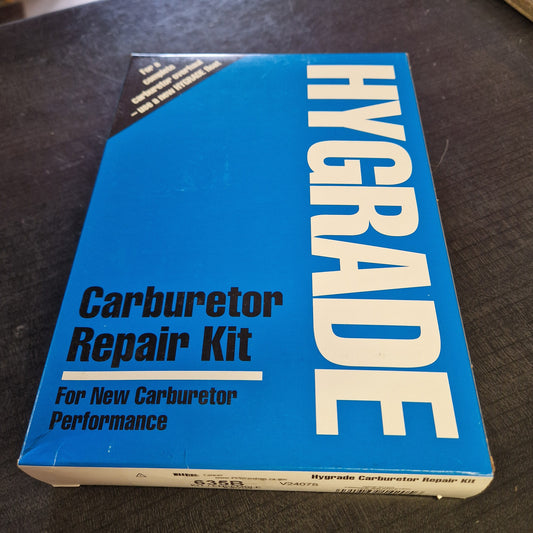 For a
complete
carburetor overhaul
– use a new HYGRADE float
HYGRADE
Carburetor
Repair Kit
For New Carburetor
Performance
Hygrade Carburetor Repair Kit
635B